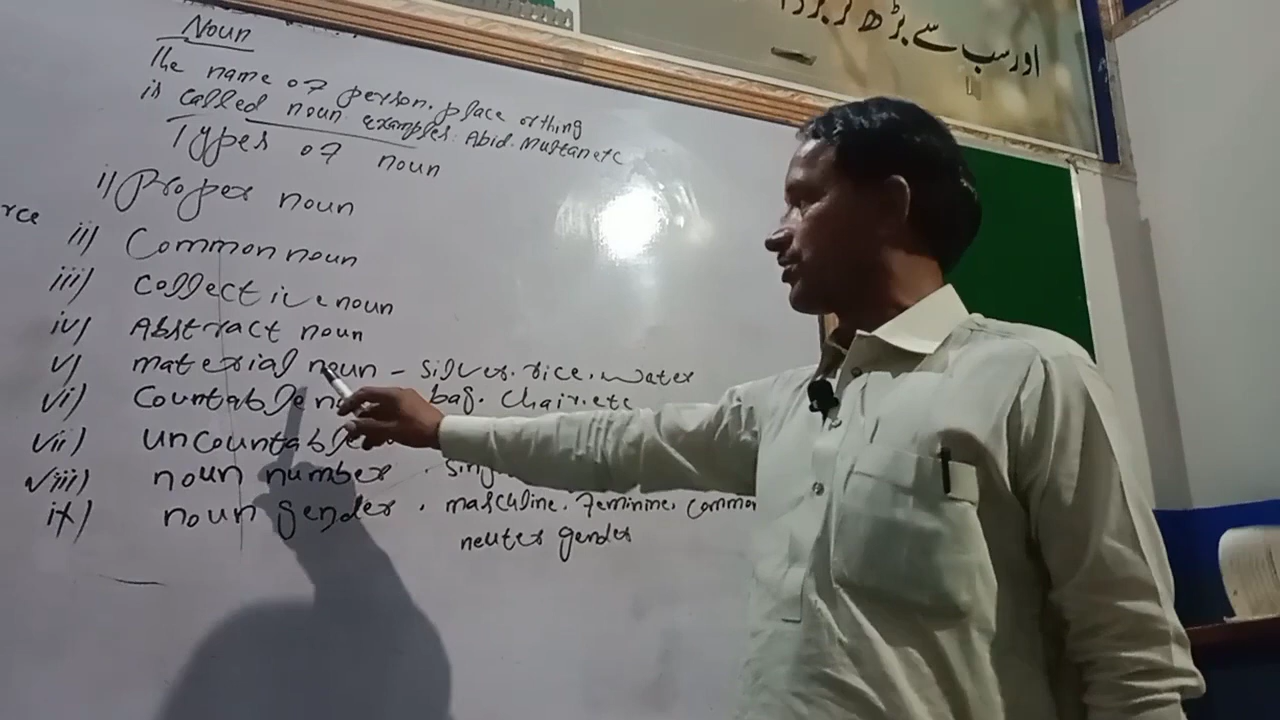 اور سب سے بڑھ کر
Noun
The name of person, place or thing
is called noun examples: Abid. Multan etc
Types of noun
i) Proper noun
rce
ii) Common noun
iii) Collective noun
iv) Abstract noun
v) material noun - silver. rice. water
vi) Countable n bag. Chair. etc
vii) uncountable
viii) noun number . sing
ix) noun gender . masculine. Feminine. common
neuter gender